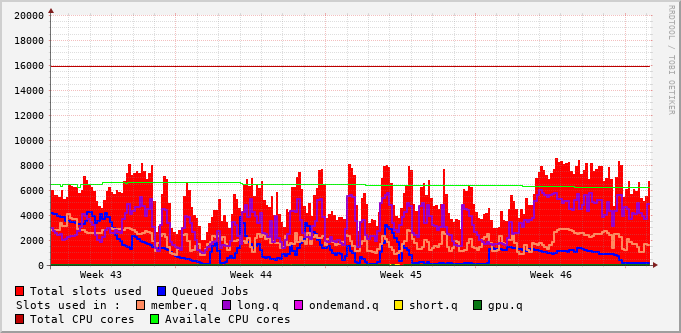 20000
18000
16000
14000
12000
10000
8000
6000
4000
2000
0
Week 43 Week 44 Week 45 Week 46
Total slots used Queued Jobs
Slots used in : member.q long.q ondemand.q short.q gpu.q
Total CPU cores Availale CPU cores
RRDTOOL / TOBI OETIKER